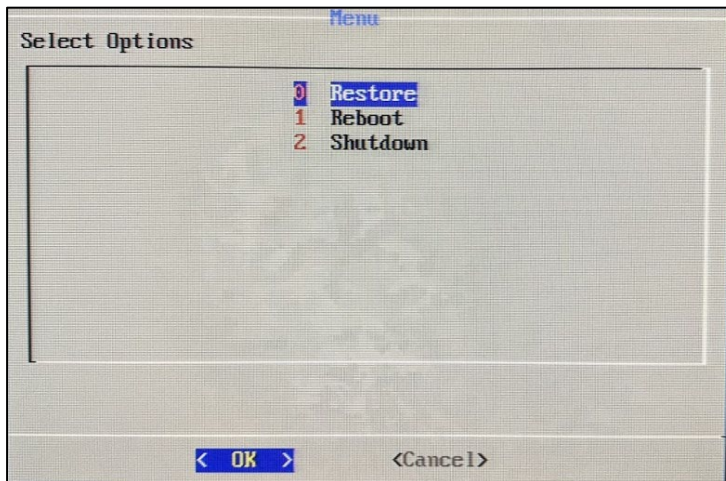 Menu
Select Options
0 Restore
1 Reboot
2 Shutdown
< OK > <Cancel>